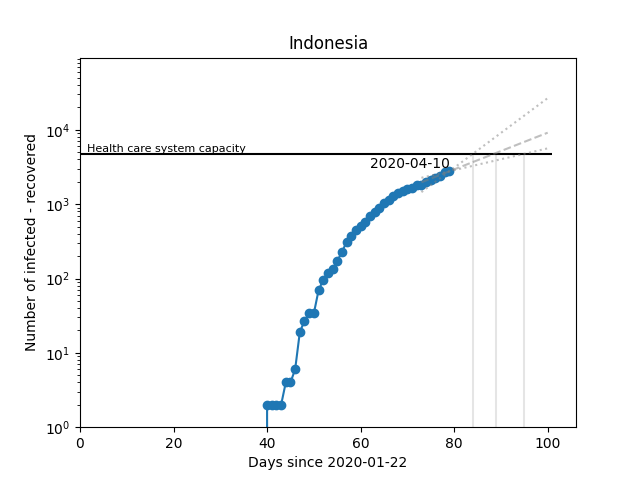 Indonesia
Number of infected - recovered
10^4
10^3
10^2
10^1
10^0
Health care system capacity
2020-04-10
0 20 40 60 80 100
Days since 2020-01-22